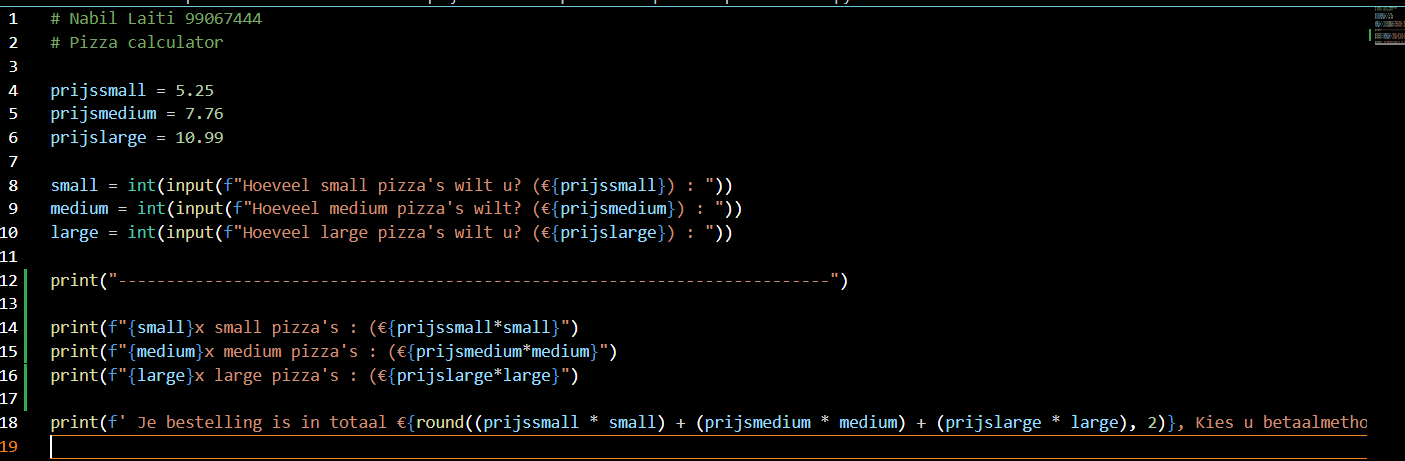 1 # Nabil Laiti 99067444
2 # Pizza calculator
3
4 prijssmall = 5.25
5 prijsmedium = 7.76
6 prijslarge = 10.99
7
8 small = int(input(f"Hoeveel small pizza's wilt u? (€{prijssmall}) : "))
9 medium = int(input(f"Hoeveel medium pizza's wilt? (€{prijsmedium}) : "))
10 large = int(input(f"Hoeveel large pizza's wilt u? (€{prijslarge}) : "))
11
12 print("--------------------------------------------------------------------------")
13
14 print(f"{small}x small pizza's : (€{prijssmall*small}")
15 print(f"{medium}x medium pizza's : (€{prijsmedium*medium}")
16 print(f"{large}x large pizza's : (€{prijslarge*large}")
17
18 print(f' Je bestelling is in totaal €{round((prijssmall * small) + (prijsmedium * medium) + (prijslarge * large), 2)}, Kies u betaalmetho
19